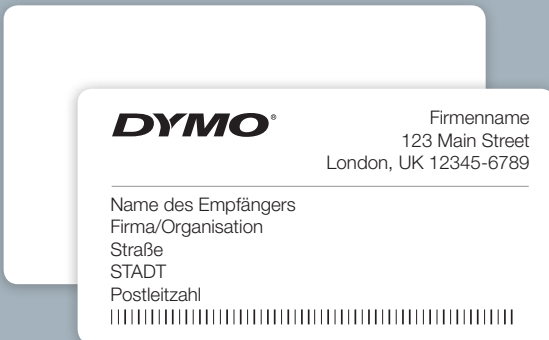 DYMO®
Firmenname
123 Main Street
London, UK 12345-6789
Name des Empfängers
Firma/Organisation
Straße
STADT
Postleitzahl